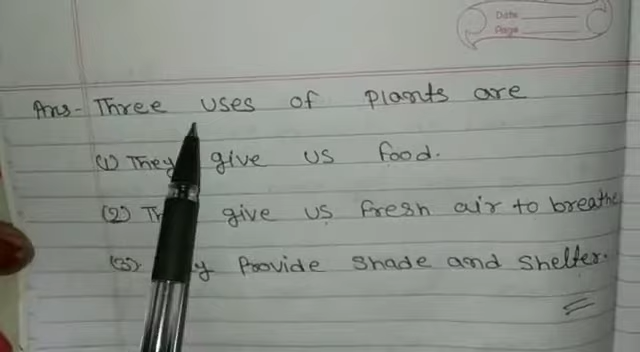 Date
Page
Ans- Three uses of plants are
(1) They give us food.
(2) Th give us fresh air to breathe
(3). y Provide shade and shelter.